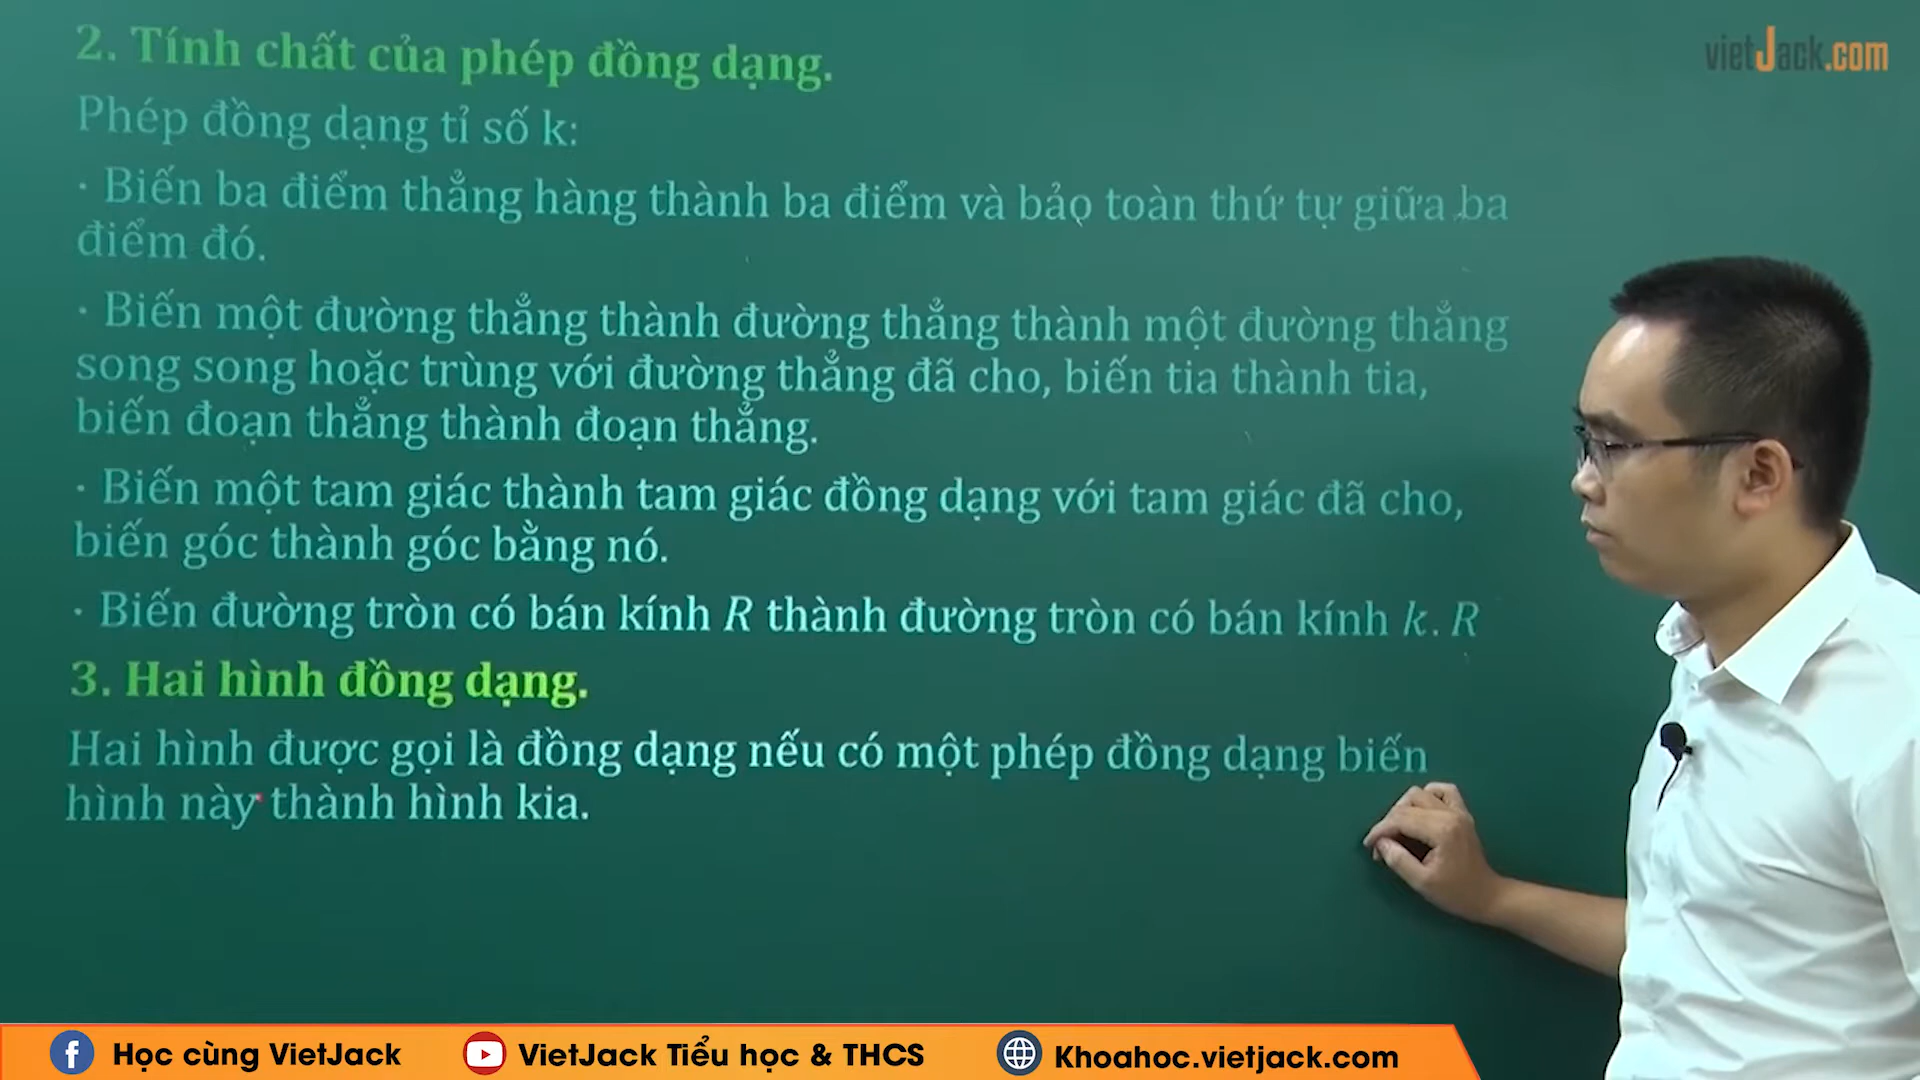 2. Tính chất của phép đồng dạng.
vietJack.com
Phép đồng dạng tỉ số k:
· Biến ba điểm thẳng hàng thành ba điểm và bảo toàn thứ tự giữa ba
điểm đó.
· Biến một đường thẳng thành đường thẳng thành một đường thẳng
song song hoặc trùng với đường thẳng đã cho, biến tia thành tia,
biến đoạn thẳng thành đoạn thẳng.
· Biến một tam giác thành tam giác đồng dạng với tam giác đã cho,
biến góc thành góc bằng nó.
· Biến đường tròn có bán kính R thành đường tròn có bán kính k. R
3. Hai hình đồng dạng.
Hai hình được gọi là đồng dạng nếu có một phép đồng dạng biến
hình này thành hình kia.
Học cùng VietJack
VietJack Tiểu học & THCS
Khoahoc.vietjack.com